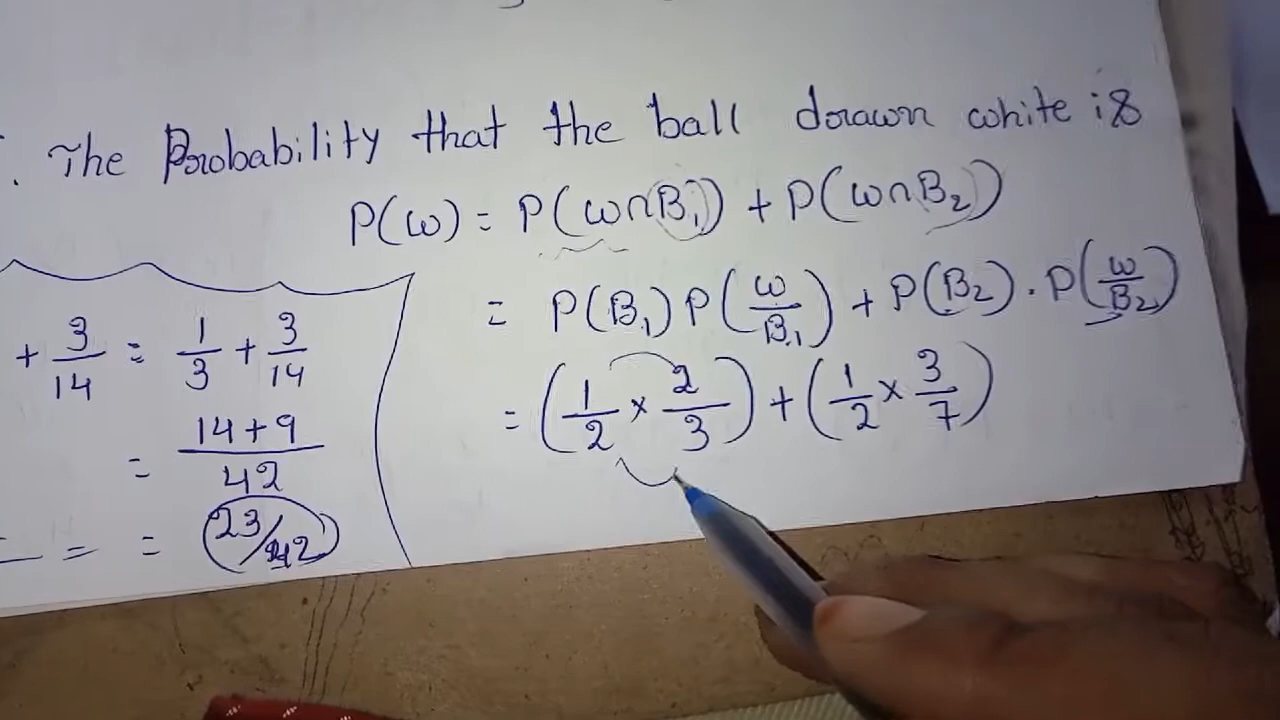 . The Probability that the ball drawn white is
P(ω) = P(ω∩B₁) + P(ω∩B₂)
= P(B₁) P(ω/B₁) + P(B₂) . P(ω/B₂)
= (1/2 × 2/3) + (1/2 × 3/7)
+ 3/14 = 1/3 + 3/14
= 14+9/42
= = 23/42